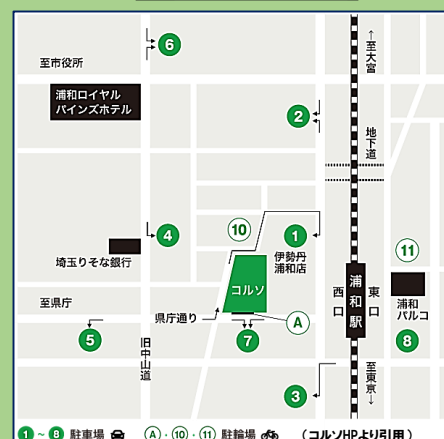 6
至市役所
↑至大宮
浦和ロイヤル
パインズホテル
2
地下道
4
10
1
伊勢丹
浦和店
11
埼玉りそな銀行
コルソ
至県庁
県庁通り
A
西口
浦和駅
東口
浦和
パルコ
5
7
8
旧中山道
3
至東京↓
1 ~ 8 駐車場 A・10・11 駐輪場 (コルソHPより引用)